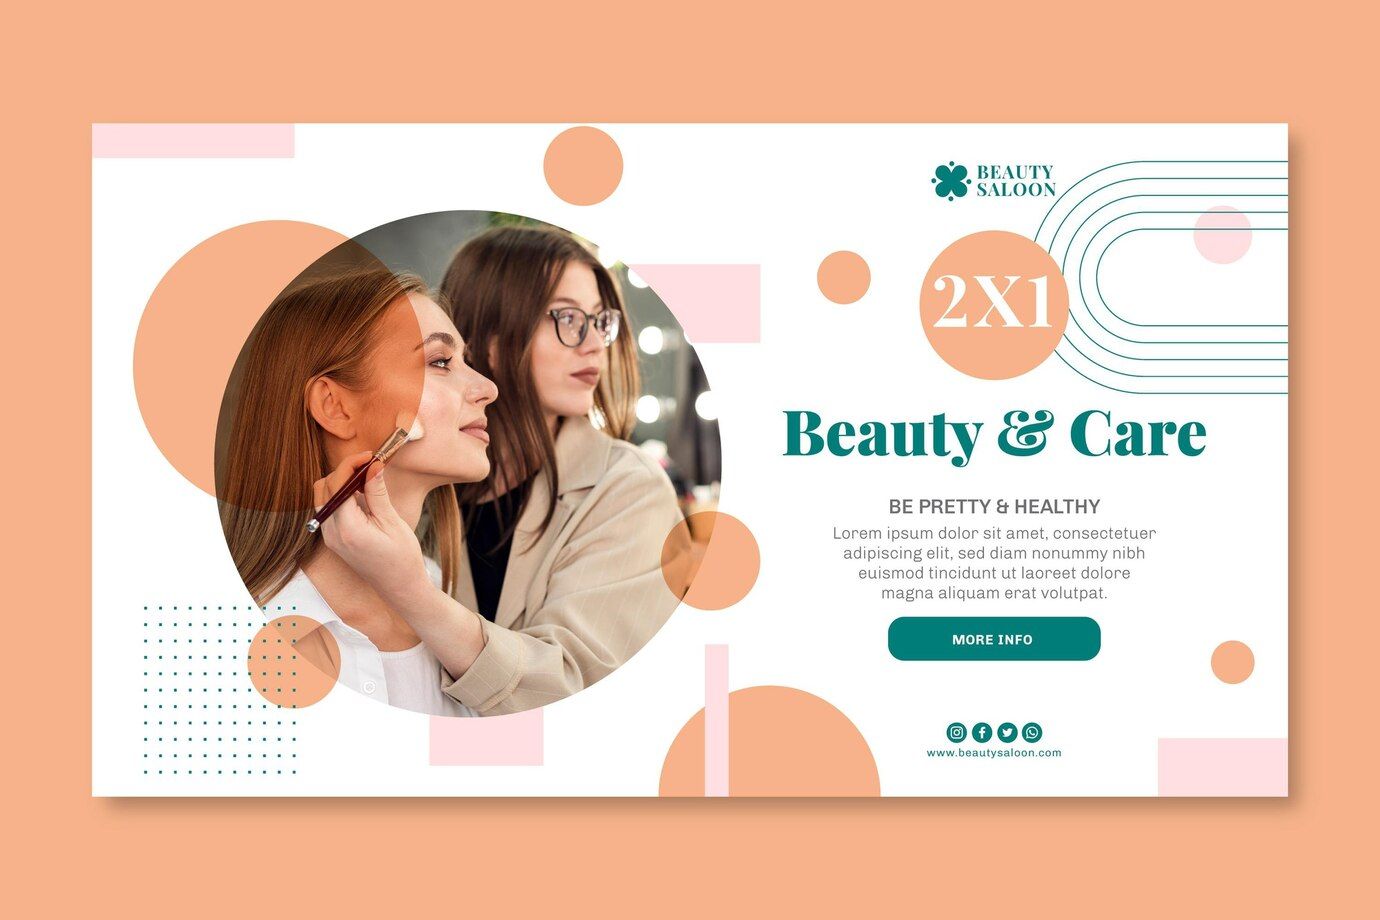 BEAUTY
SALOON
2X1
Beauty & Care
BE PRETTY & HEALTHY
Lorem ipsum dolor sit amet, consectetuer
adipiscing elit, sed diam nonummy nibh
euismod tincidunt ut laoreet dolore
magna aliquam erat volutpat.
MORE INFO
www.beautysaloon.com